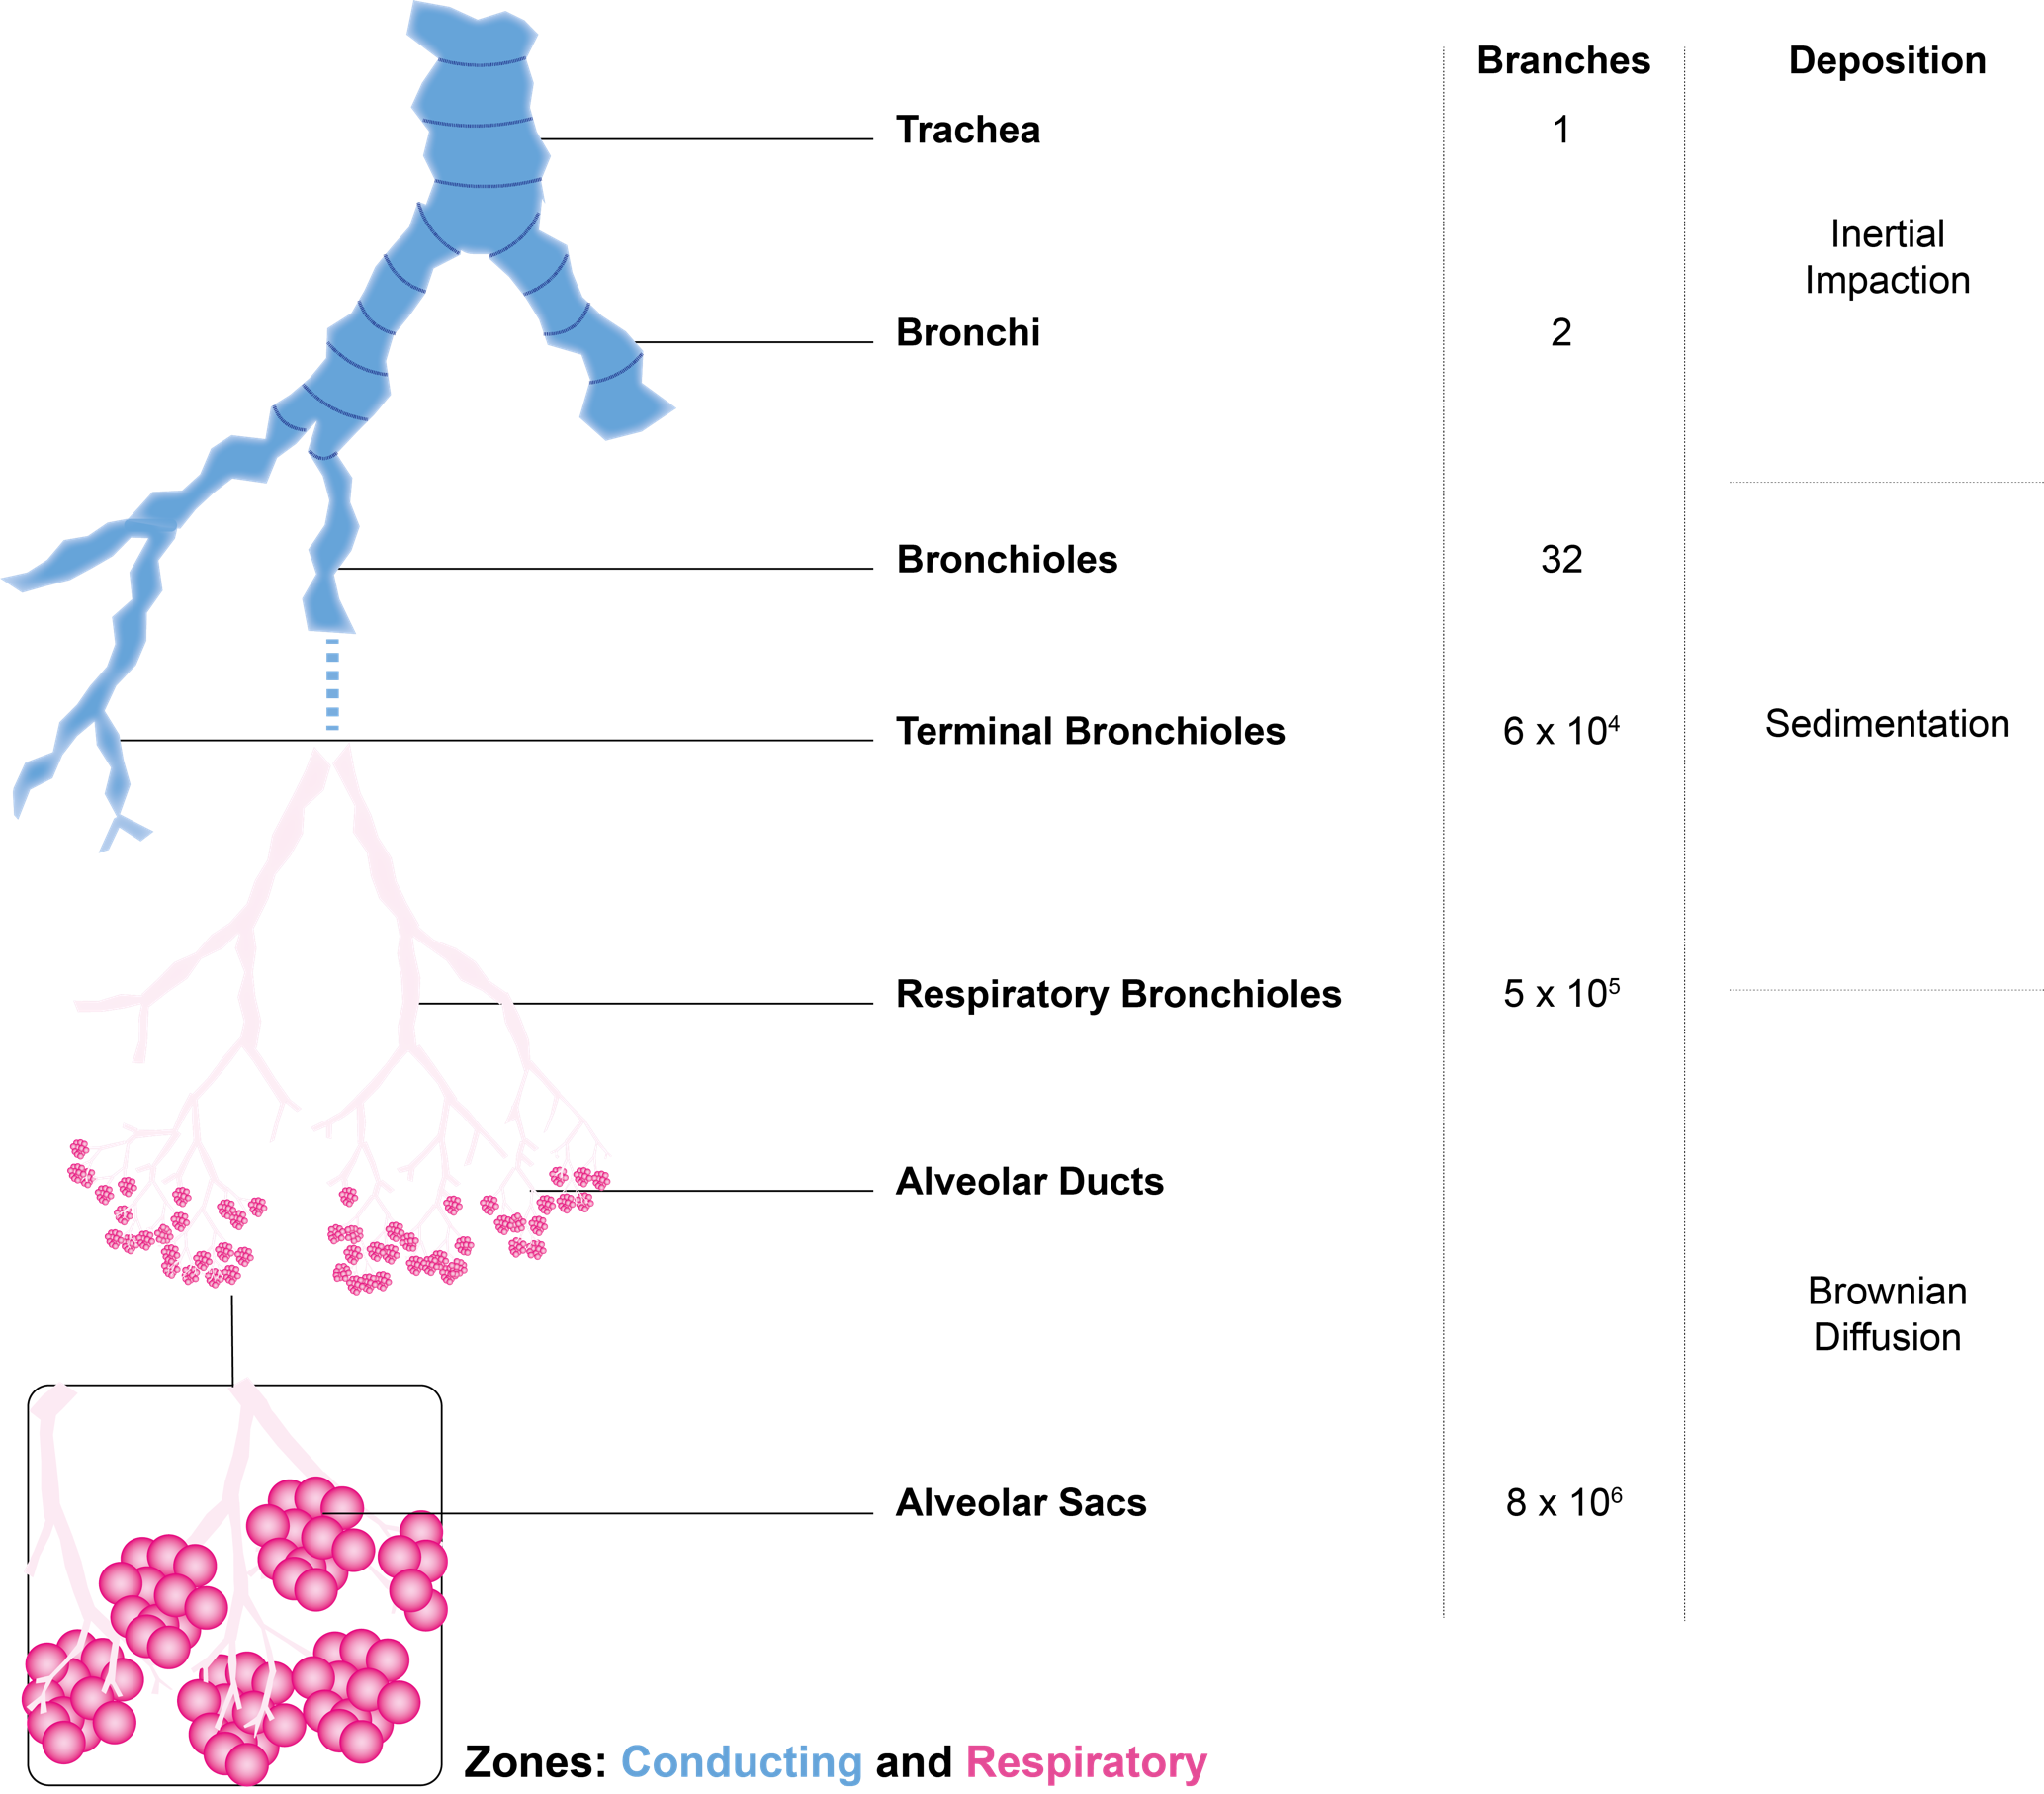 Branches
Deposition
Trachea
1
Inertial
Impaction
Bronchi
2
Bronchioles
32
Terminal Bronchioles
6 x 10⁴
Sedimentation
Respiratory Bronchioles
5 x 10⁵
Alveolar Ducts
Brownian
Diffusion
Alveolar Sacs
8 x 10⁶
Zones: Conducting and Respiratory